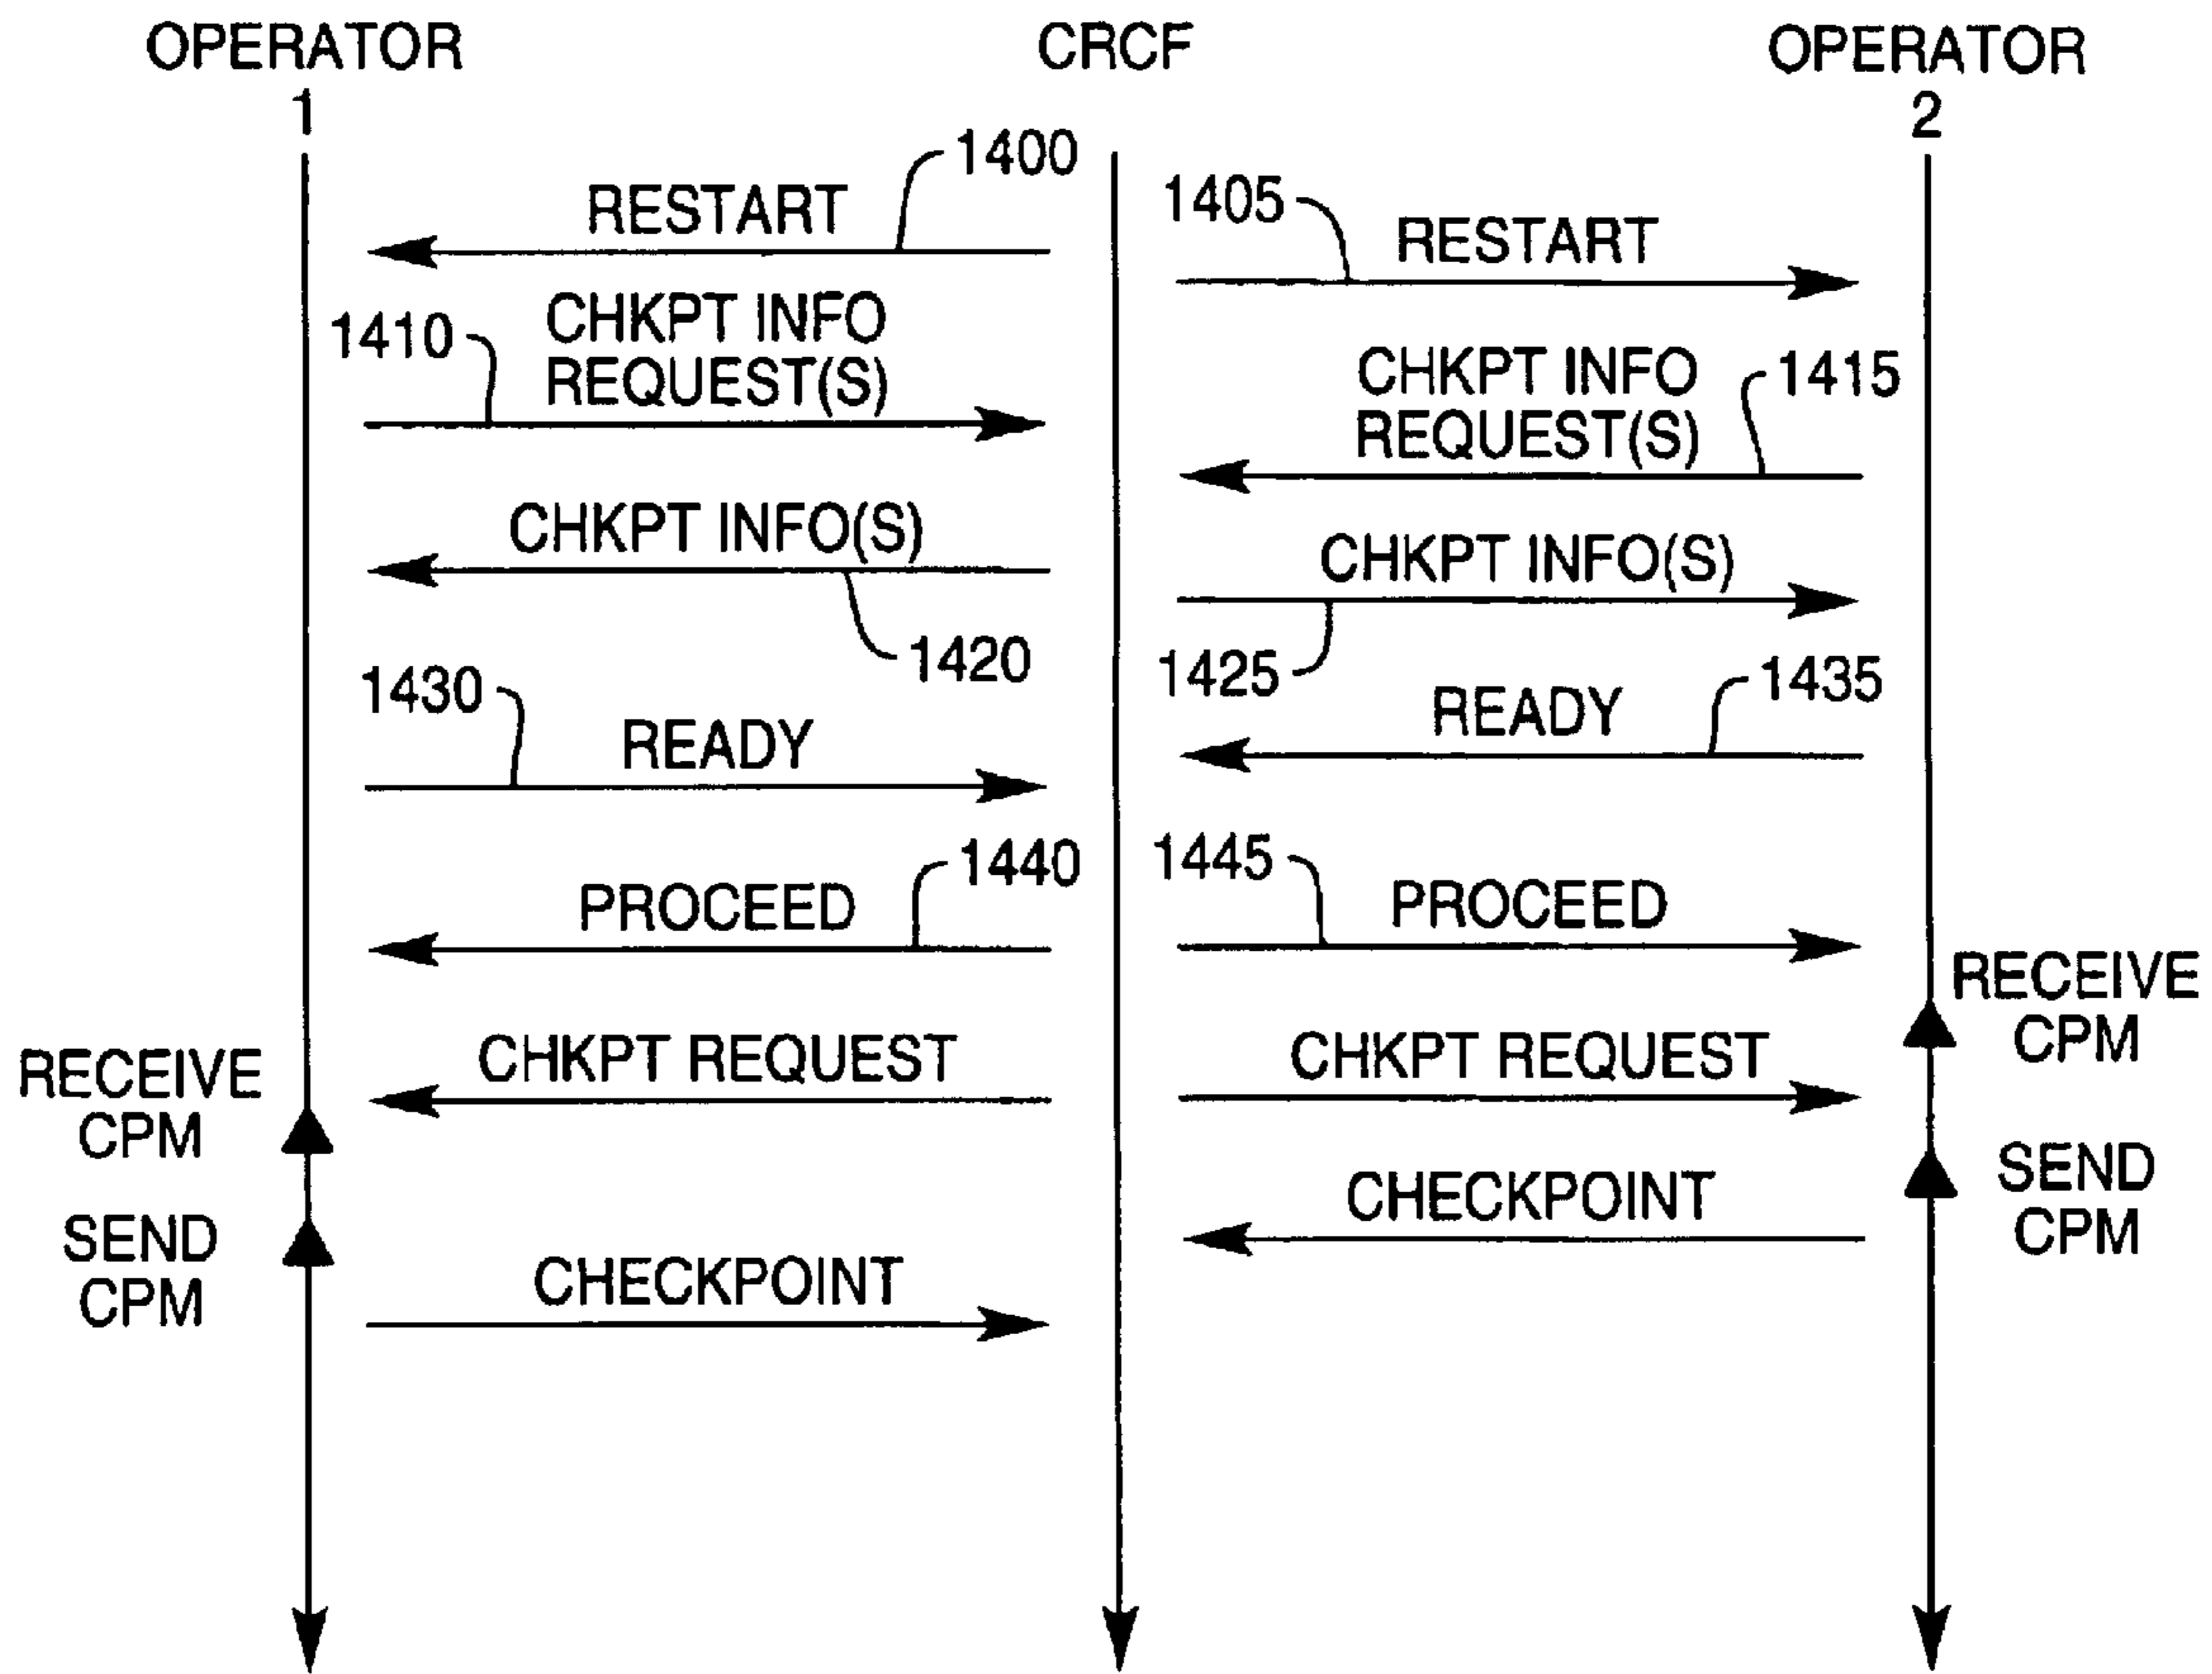 OPERATOR
1
CRCF
OPERATOR
2
1400
RESTART
1405
RESTART
1410
CHKPT INFO
REQUEST(S)
CHKPT INFO
REQUEST(S)
1415
CHKPT INFO(S)
1420
CHKPT INFO(S)
1425
1430
READY
1435
READY
1440
PROCEED
1445
PROCEED
RECEIVE
CPM
CHKPT REQUEST
CHKPT REQUEST
RECEIVE
CPM
SEND
CPM
CHECKPOINT
SEND
CPM
CHECKPOINT